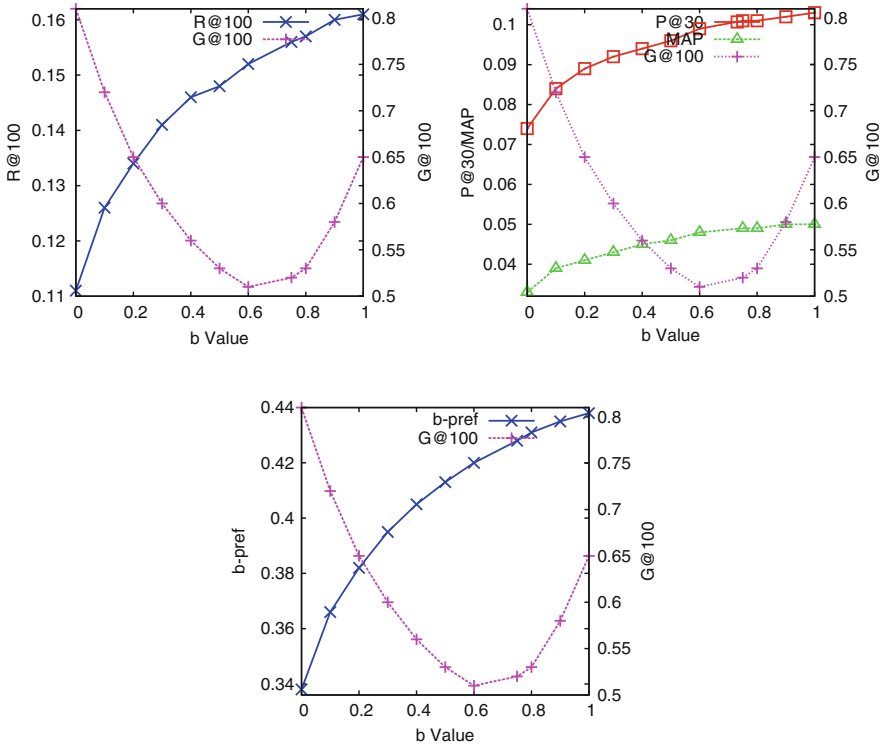 0.16
0.15
0.14
0.13
0.12
0.11
R@100
R@100
G@100
0.8
0.75
0.7
0.65
0.6
0.55
0.5
G@100
0 0.2 0.4 0.6 0.8 1
b Value
0.1
0.09
0.08
0.07
0.06
0.05
0.04
P@30/MAP
P@30
MAP
G@100
0.8
0.75
0.7
0.65
0.6
0.55
0.5
G@100
0 0.2 0.4 0.6 0.8 1
b Value
0.44
0.42
0.4
0.38
0.36
0.34
b-pref
b-pref
G@100
0.8
0.75
0.7
0.65
0.6
0.55
0.5
G@100
0 0.2 0.4 0.6 0.8 1
b Value